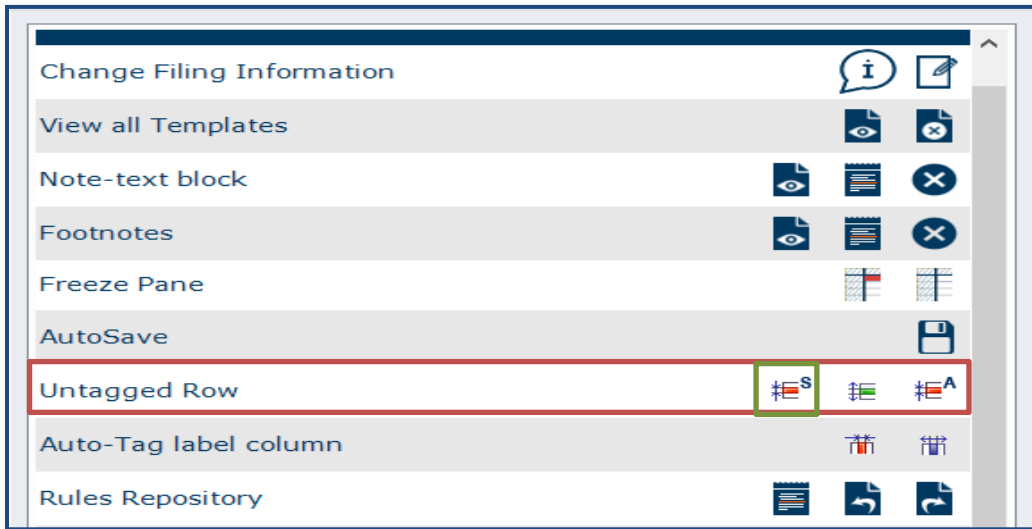 Change Filing Information i
View all Templates
Note-text block
Footnotes
Freeze Pane
AutoSave
Untagged Row S A
Auto-Tag label column
Rules Repository